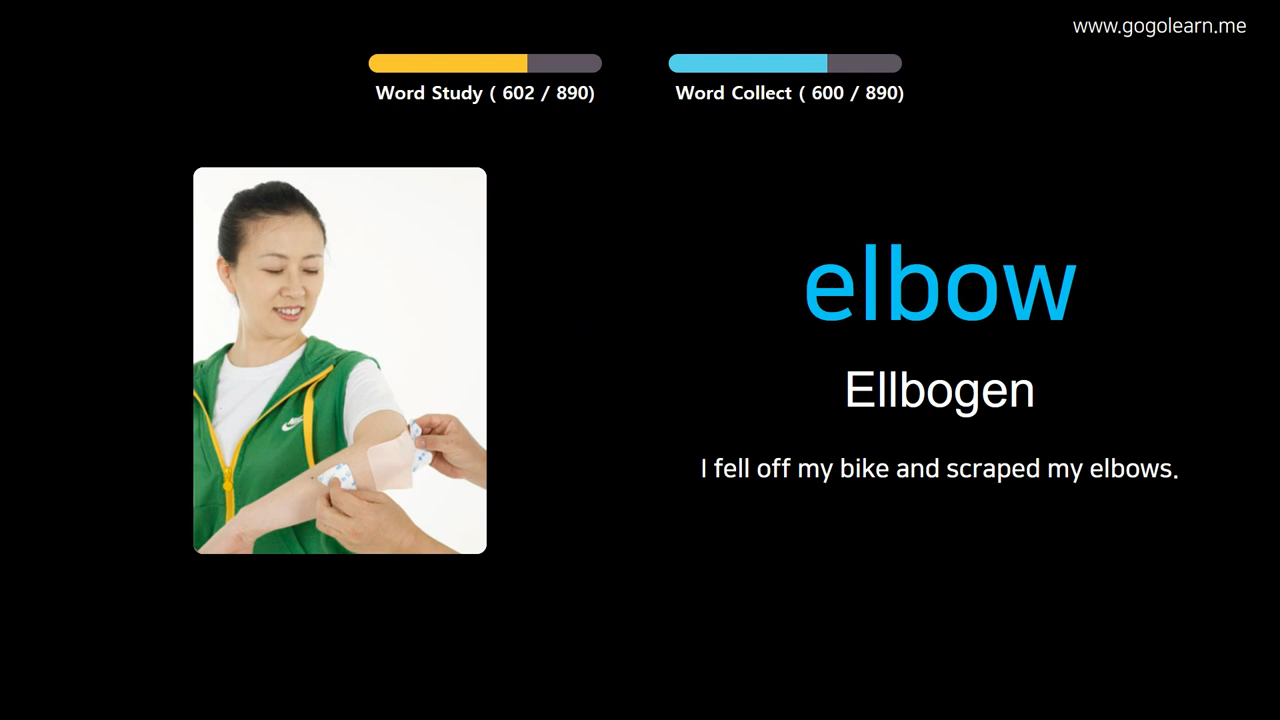 www.gogolearn.me
Word Study ( 602 / 890)
Word Collect ( 600 / 890)
elbow
Ellbogen
I fell off my bike and scraped my elbows.